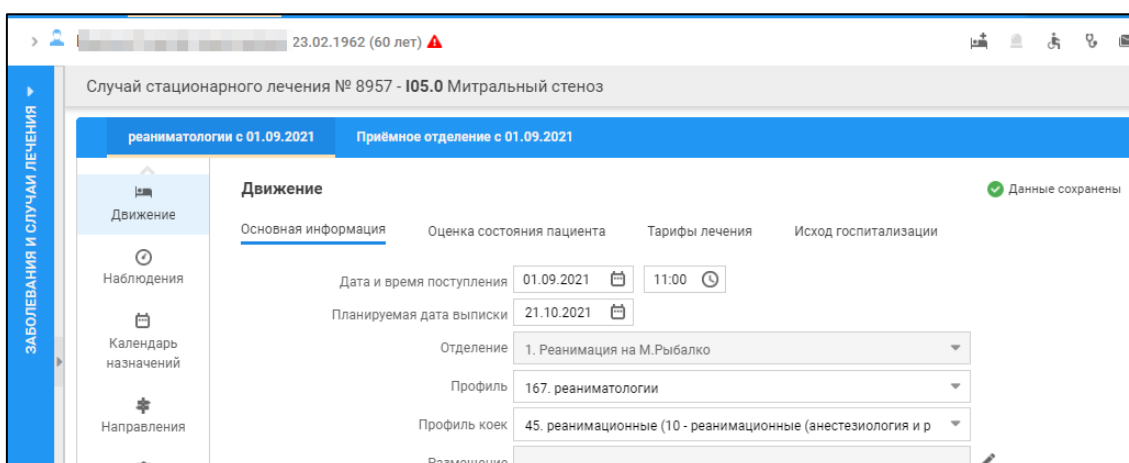 23.02.1962 (60 лет)
Случай стационарного лечения № 8957 - I05.0 Митральный стеноз
ЗАБОЛЕВАНИЯ И СЛУЧАИ ЛЕЧЕНИЯ
реаниматологии с 01.09.2021 Приёмное отделение с 01.09.2021
Движение
Наблюдения
Календарь
назначений
Направления
Движение
Данные сохранены
Основная информация Оценка состояния пациента Тарифы лечения Исход госпитализации
Дата и время поступления 01.09.2021 11:00
Планируемая дата выписки 21.10.2021
Отделение 1. Реанимация на М.Рыбалко
Профиль 167. реаниматологии
Профиль коек 45. реанимационные (10 - реанимационные (анестезиология и р
Размещение